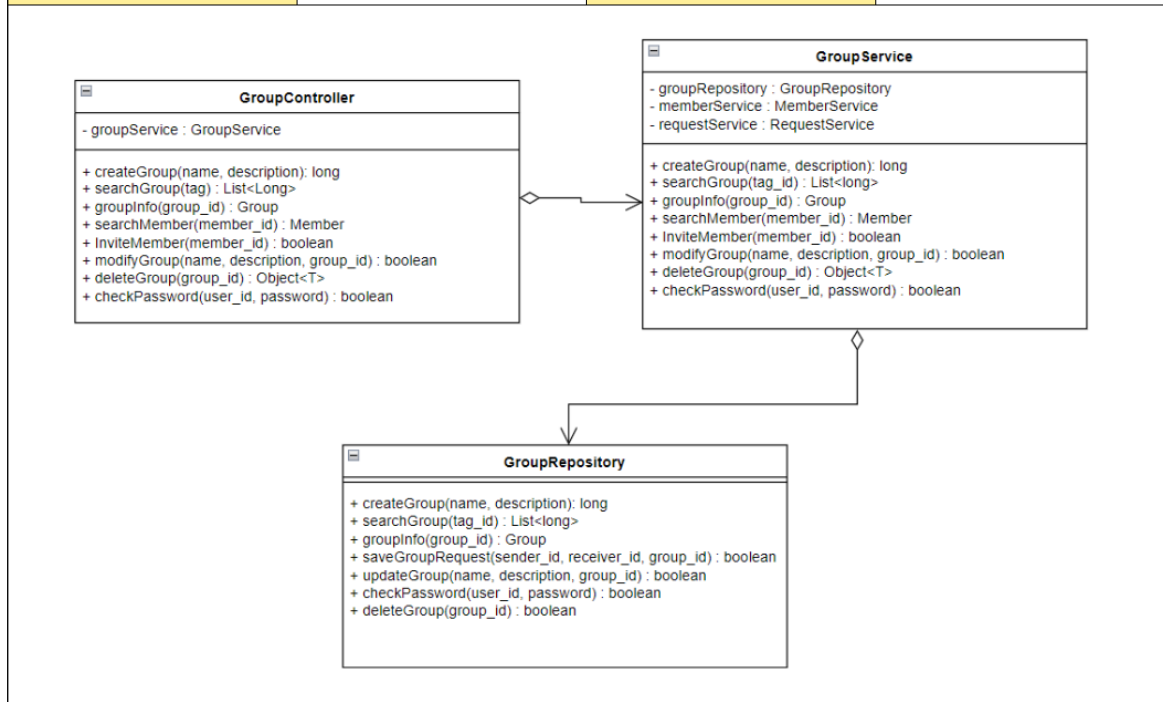 GroupController
- groupService : GroupService
+ createGroup(name, description): long
+ searchGroup(tag) : List<Long>
+ groupInfo(group_id) : Group
+ searchMember(member_id) : Member
+ InviteMember(member_id) : boolean
+ modifyGroup(name, description, group_id) : boolean
+ deleteGroup(group_id) : Object<T>
+ checkPassword(user_id, password) : boolean
GroupService
- groupRepository : GroupRepository
- memberService : MemberService
- requestService : RequestService
+ createGroup(name, description): long
+ searchGroup(tag_id) : List<long>
+ groupInfo(group_id) : Group
+ searchMember(member_id) : Member
+ InviteMember(member_id) : boolean
+ modifyGroup(name, description, group_id) : boolean
+ deleteGroup(group_id) : Object<T>
+ checkPassword(user_id, password) : boolean
GroupRepository
+ createGroup(name, description): long
+ searchGroup(tag_id) : List<long>
+ groupInfo(group_id) : Group
+ saveGroupRequest(sender_id, receiver_id, group_id) : boolean
+ updateGroup(name, description, group_id) : boolean
+ checkPassword(user_id, password) : boolean
+ deleteGroup(group_id) : boolean